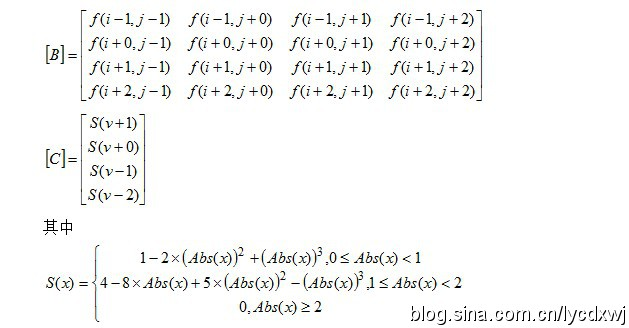 [B]=
f(i−1,j−1) f(i−1,j+0) f(i−1,j+1) f(i−1,j+2)
f(i+0,j−1) f(i+0,j+0) f(i+0,j+1) f(i+0,j+2)
f(i+1,j−1) f(i+1,j+0) f(i+1,j+1) f(i+1,j+2)
f(i+2,j−1) f(i+2,j+0) f(i+2,j+1) f(i+2,j+2)
[C]=
S(v+1)
S(v+0)
S(v−1)
S(v−2)
其中
S(x)=
1−2×(Abs(x))²+(Abs(x))³,0≤Abs(x)<1
4−8×Abs(x)+5×(Abs(x))²−(Abs(x))³,1≤Abs(x)<2
0,Abs(x)≥2
blog.sina.com.cn/lycdxwj